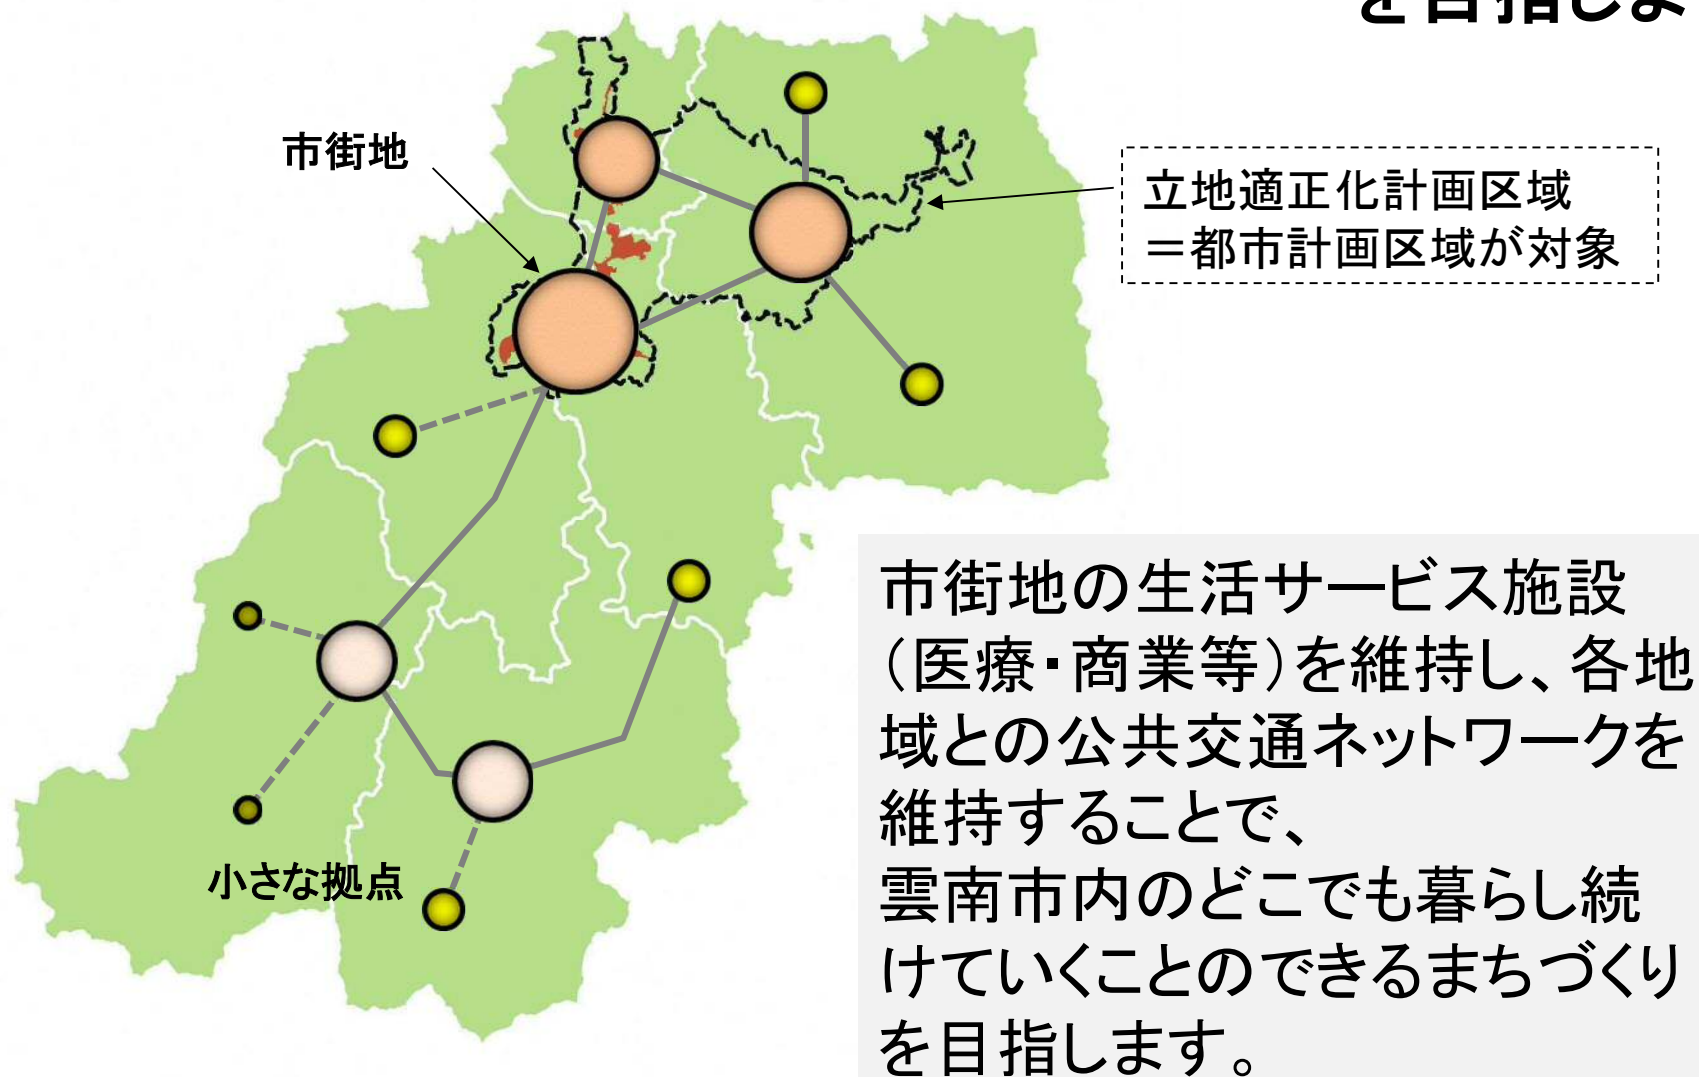 を目指しま
市街地
立地適正化計画区域
＝都市計画区域が対象
市街地の生活サービス施設
（医療・商業等）を維持し、各地
域との公共交通ネットワークを
維持することで、
雲南市内のどこでも暮らし続
けていくことのできるまちづくり
を目指します。
小さな拠点